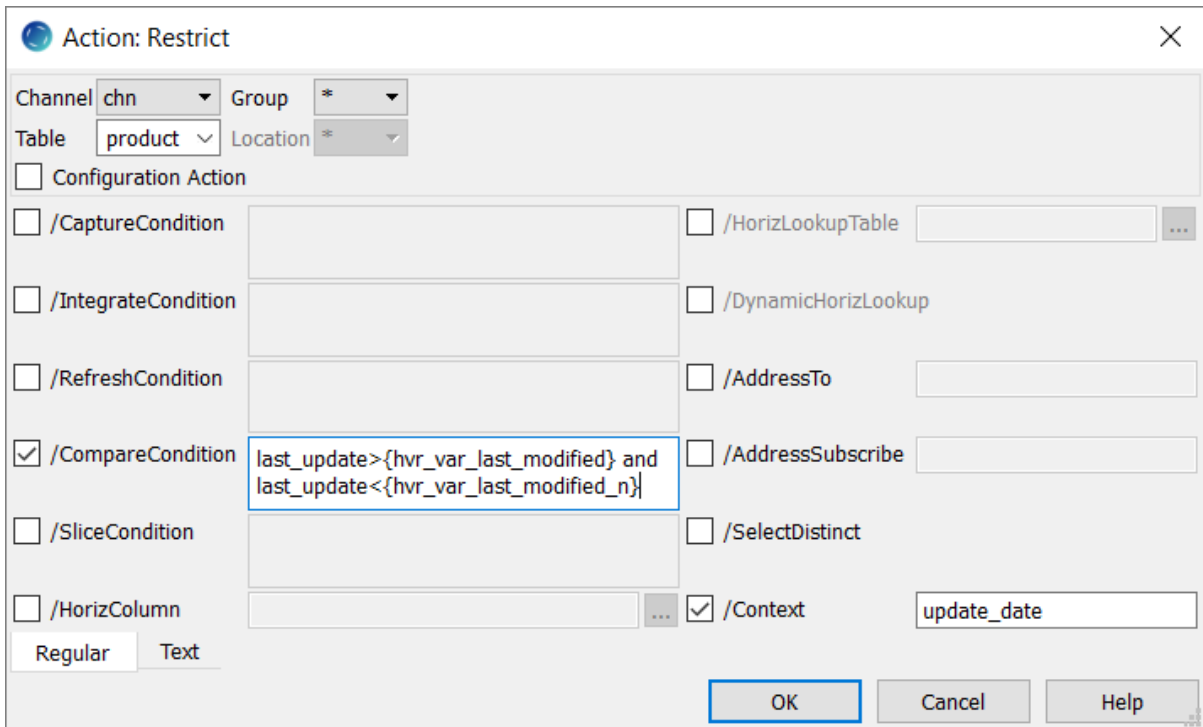 Action: Restrict
Channel chn Group *
Table product Location *
Configuration Action
/CaptureCondition /HorizLookupTable ...
/IntegrateCondition /DynamicHorizLookup
/RefreshCondition /AddressTo
/CompareCondition last_update>{hvr_var_last_modified} and /AddressSubscribe
last_update<{hvr_var_last_modified_n}
/SliceCondition /SelectDistinct
/HorizColumn ... /Context update_date
Regular Text
OK Cancel Help